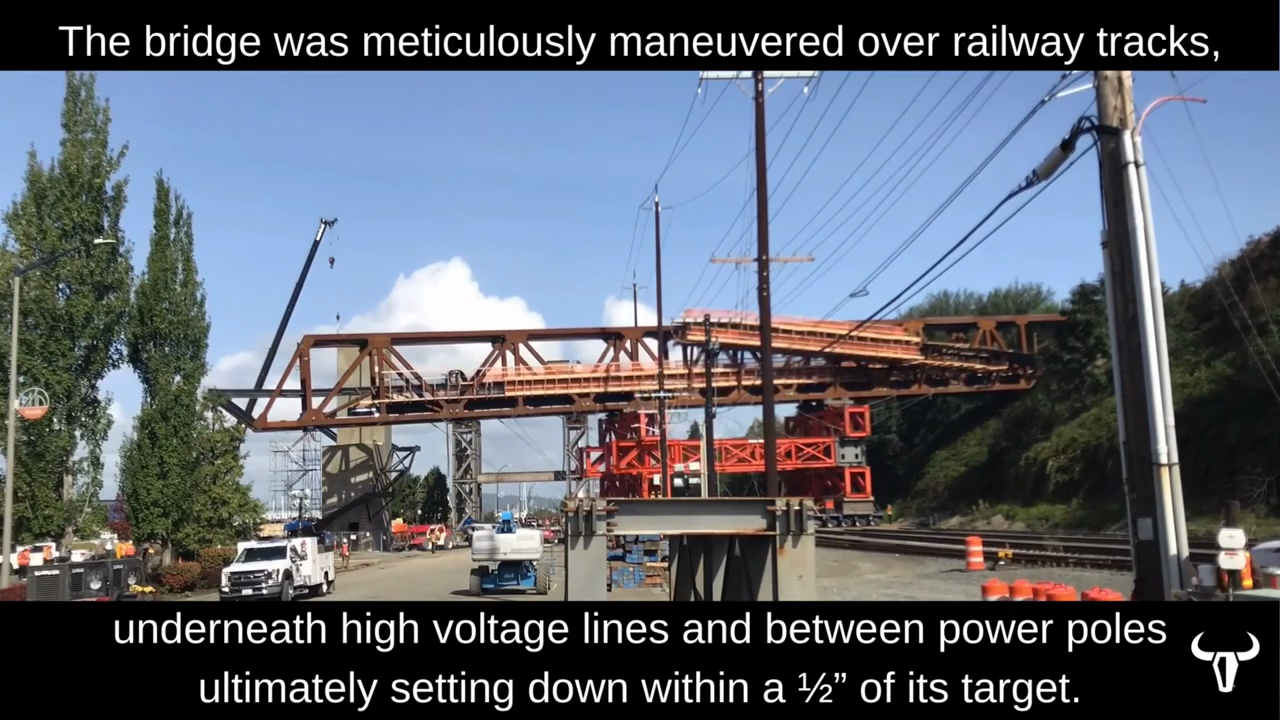 The bridge was meticulously maneuvered over railway tracks,
underneath high voltage lines and between power poles
ultimately setting down within a ½” of its target.